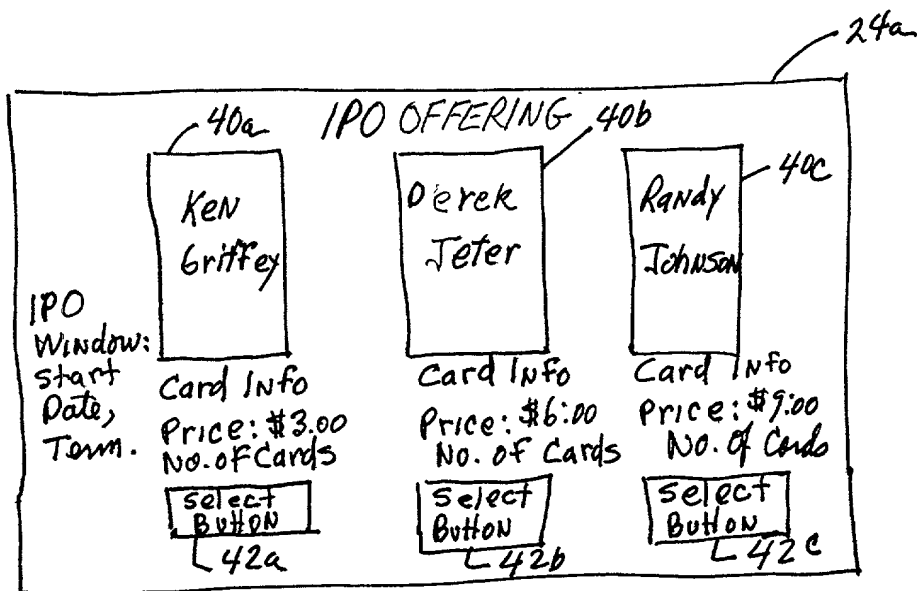 24a
IPO OFFERING
40a
40b
40c
Ken
Griffey
Derek
Jeter
Randy
Johnson
IPO
Window:
Start
Date,
Term.
Card Info
Price: $3.00
No. of Cards
Select
Button
42a
Card Info
Price: $6:00
No. of Cards
Select
Button
42b
Card Info
Price: $9:00
No. of Cards
Select
Button
42c